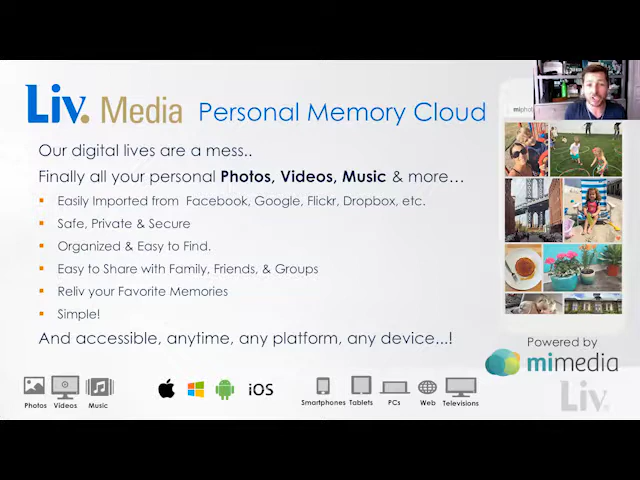 Liv. Media Personal Memory Cloud
Our digital lives are a mess..
Finally all your personal Photos, Videos, Music & more…
Easily Imported from Facebook, Google, Flickr, Dropbox, etc.
Safe, Private & Secure
Organized & Easy to Find.
Easy to Share with Family, Friends, & Groups
Reliv your Favorite Memories
Simple!
And accessible, anytime, any platform, any device...!
Powered by
mimedia
Photos Videos Music
iOS
Smartphones Tablets PCs Web Televisions
Liv.